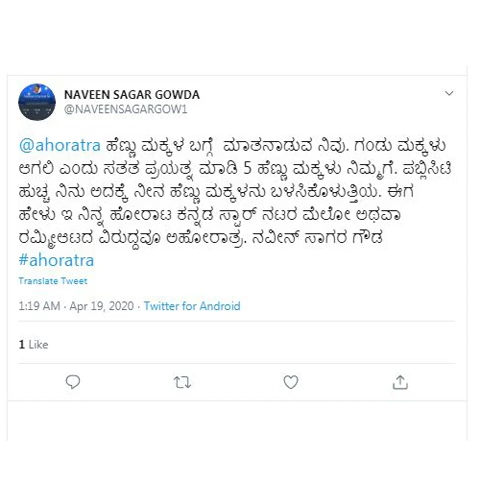 NAVEEN SAGAR GOWDA
@NAVEENSAGARGOW1
@ahoratra ಹೆಣ್ಣು ಮಕ್ಕಳ ಬಗ್ಗೆ ಮಾತನಾಡುವ ನಿವು. ಗಂಡು ಮಕ್ಕಳು
ಆಗಲಿ ಎಂದು ಸತತ ಪ್ರಯತ್ನ ಮಾಡಿ 5 ಹೆಣ್ಣು ಮಕ್ಕಳು ನಿಮ್ಮಗೆ. ಪಬ್ಲಿಸಿಟಿ
ಹುಚ್ಚ ನಿನು ಅದಕ್ಕೆ ನೀನ ಹೆಣ್ಣು ಮಕ್ಕಳನು ಬಳಸಿಕೊಳುತ್ತಿಯ. ಈಗ
ಹೇಳು ಇ ನಿನ್ನ ಹೋರಾಟ ಕನ್ನಡ ಸ್ಟಾರ್ ನಟರ ಮೆಲೋ ಅಥವಾ
ರಮ್ಮೀಆಟದ ವಿರುದ್ದವೂ ಅಹೋರಾತ್ರ. ನವೀನ್ ಸಾಗರ ಗೌಡ
#ahoratra
Translate Tweet
1:19 AM · Apr 19, 2020 · Twitter for Android
1 Like